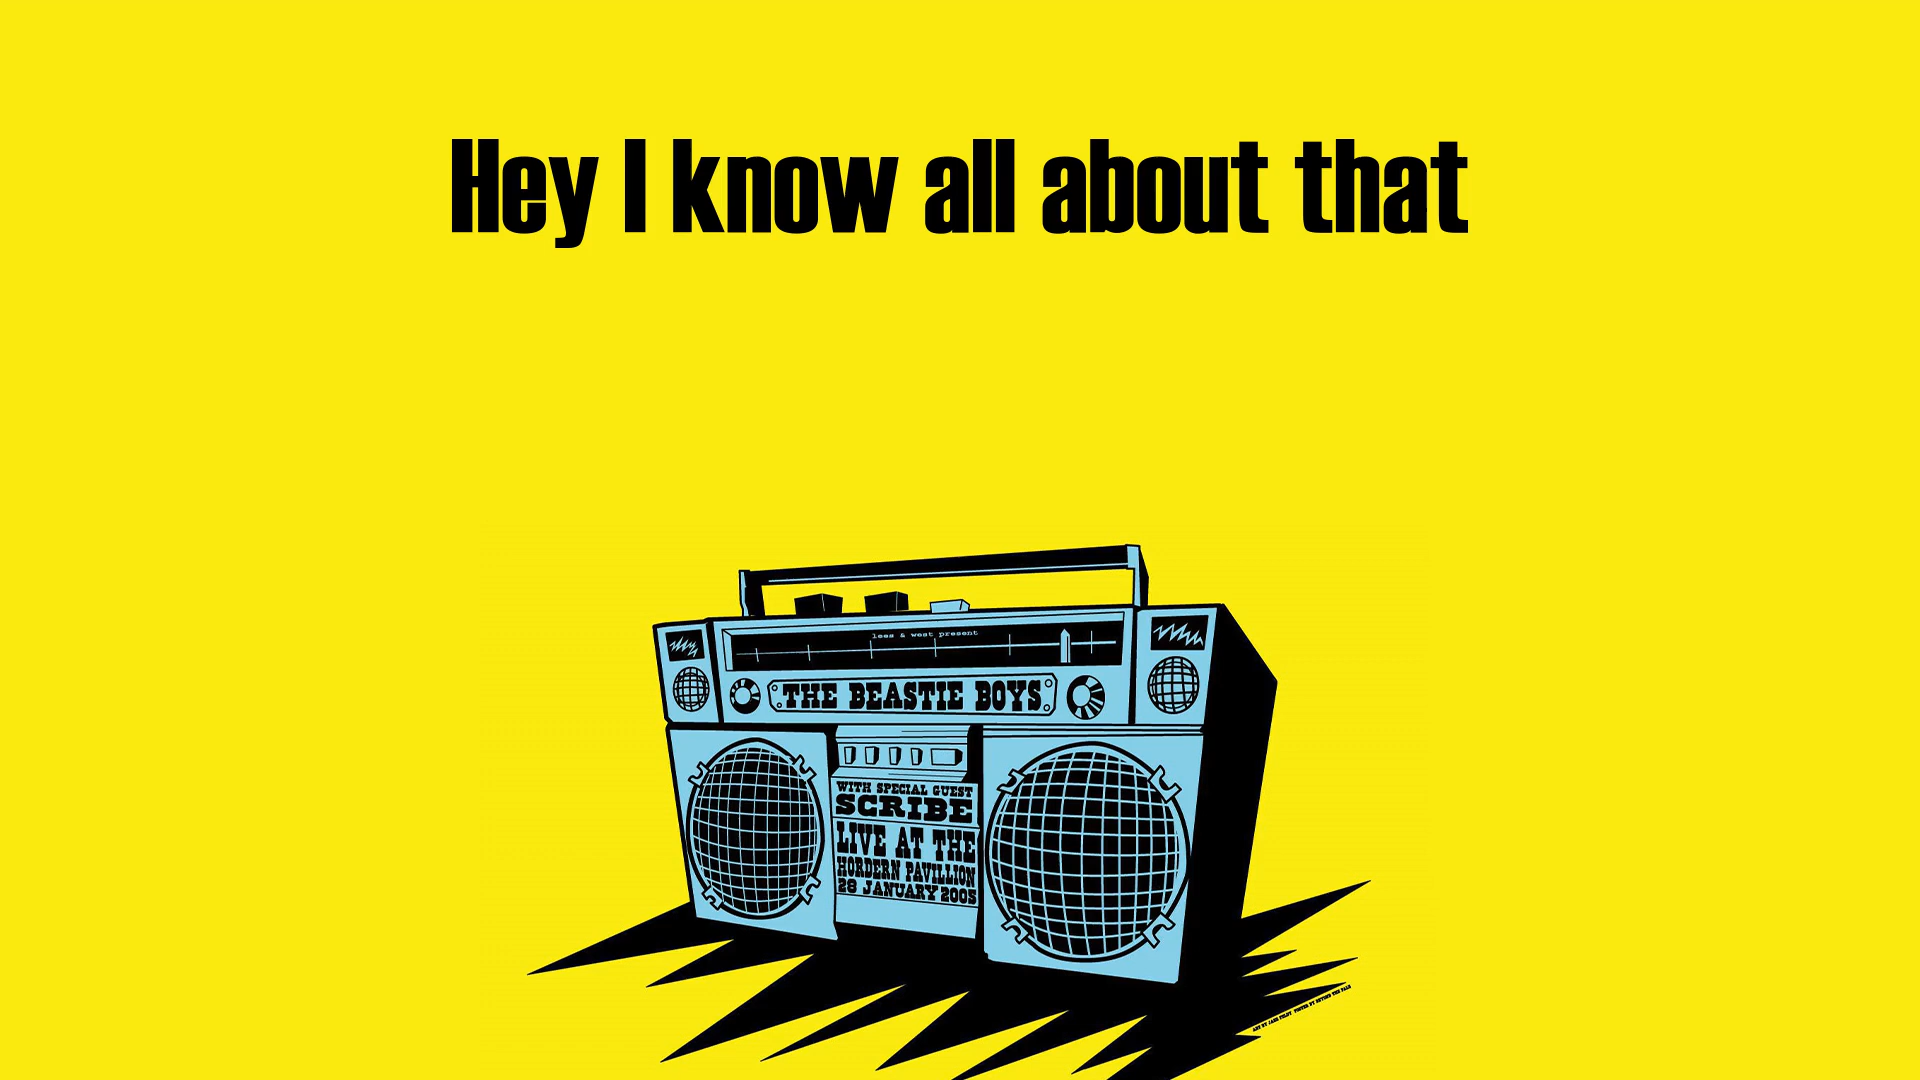 Hey I know all about that
lees & west present
THE BEASTIE BOYS
WITH SPECIAL GUEST
SCRIBE
LIVE AT THE
HORDERN PAVILLION
28 JANUARY 2005